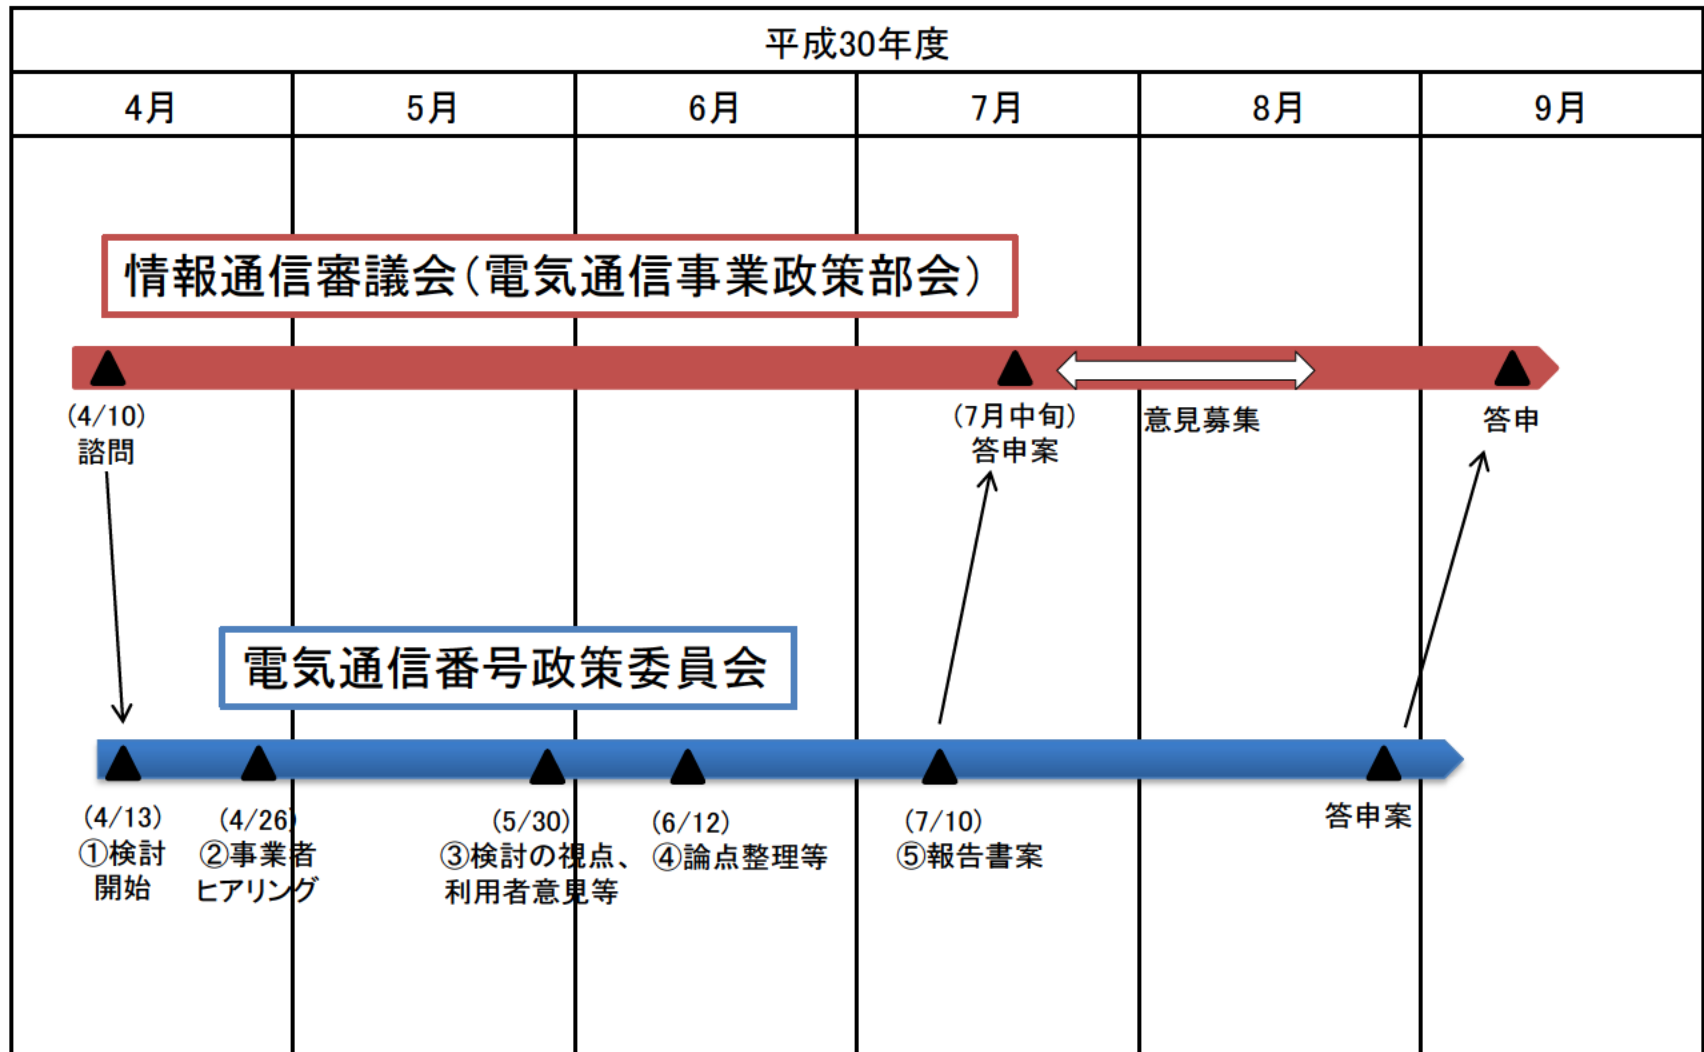 平成30年度
4月
5月
6月
7月
8月
9月
情報通信審議会(電気通信事業政策部会)
(4/10)
諮問
(7月中旬)
答申案
意見募集
答申
電気通信番号政策委員会
(4/13)
①検討
開始
(4/26)
②事業者
ヒアリング
(5/30)
③検討の視点、
利用者意見等
(6/12)
④論点整理等
(7/10)
⑤報告書案
答申案